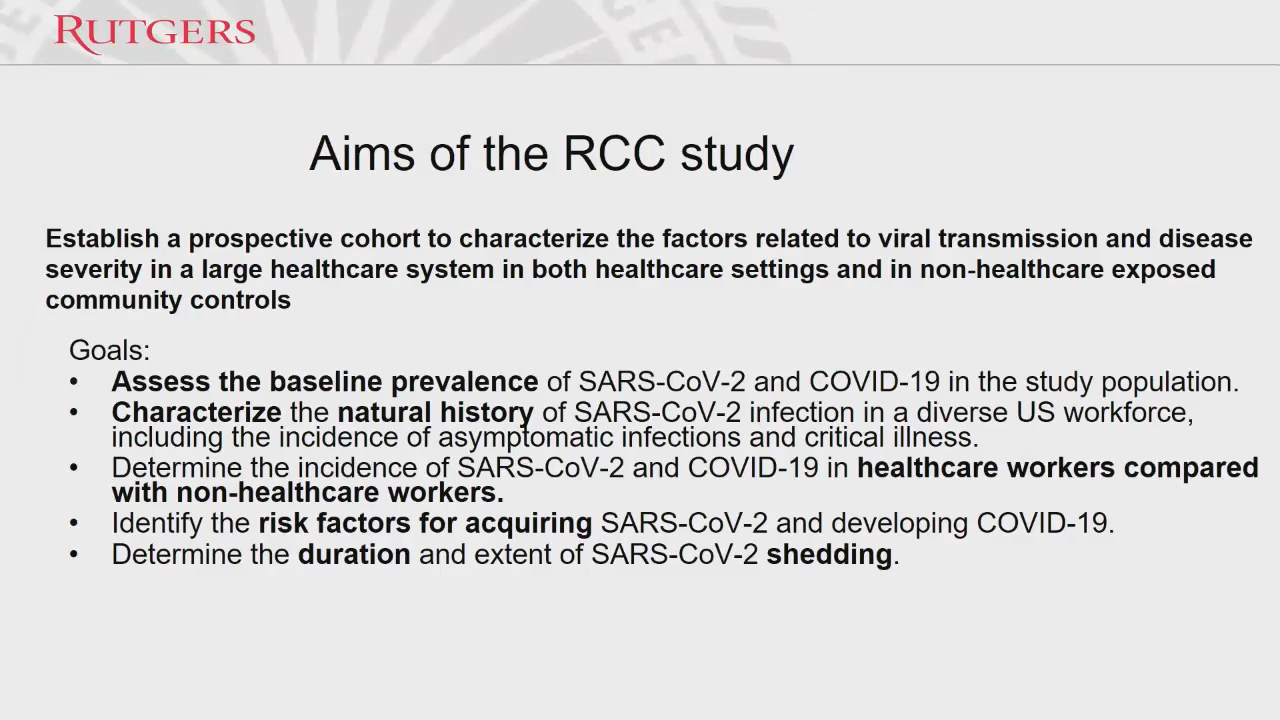 RUTGERS
Aims of the RCC study
Establish a prospective cohort to characterize the factors related to viral transmission and disease
severity in a large healthcare system in both healthcare settings and in non-healthcare exposed
community controls
Goals:
• Assess the baseline prevalence of SARS-CoV-2 and COVID-19 in the study population.
• Characterize the natural history of SARS-CoV-2 infection in a diverse US workforce,
including the incidence of asymptomatic infections and critical illness.
• Determine the incidence of SARS-CoV-2 and COVID-19 in healthcare workers compared
with non-healthcare workers.
• Identify the risk factors for acquiring SARS-CoV-2 and developing COVID-19.
• Determine the duration and extent of SARS-CoV-2 shedding.